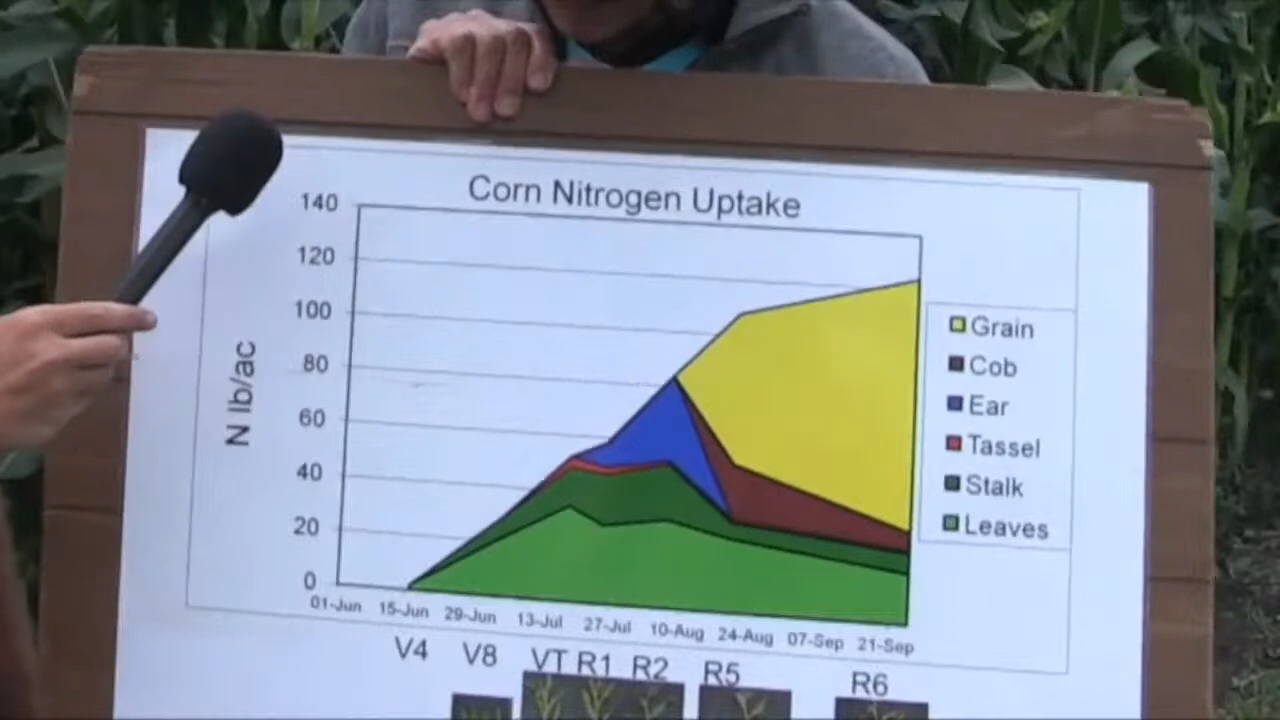 Corn Nitrogen Uptake
140
120
100
80
60
40
20
0
N lb/ac
01-Jun 15-Jun 29-Jun 13-Jul 27-Jul 10-Aug 24-Aug 07-Sep 21-Sep
V4 V8 VT R1 R2 R5 R6
Grain
Cob
Ear
Tassel
Stalk
Leaves